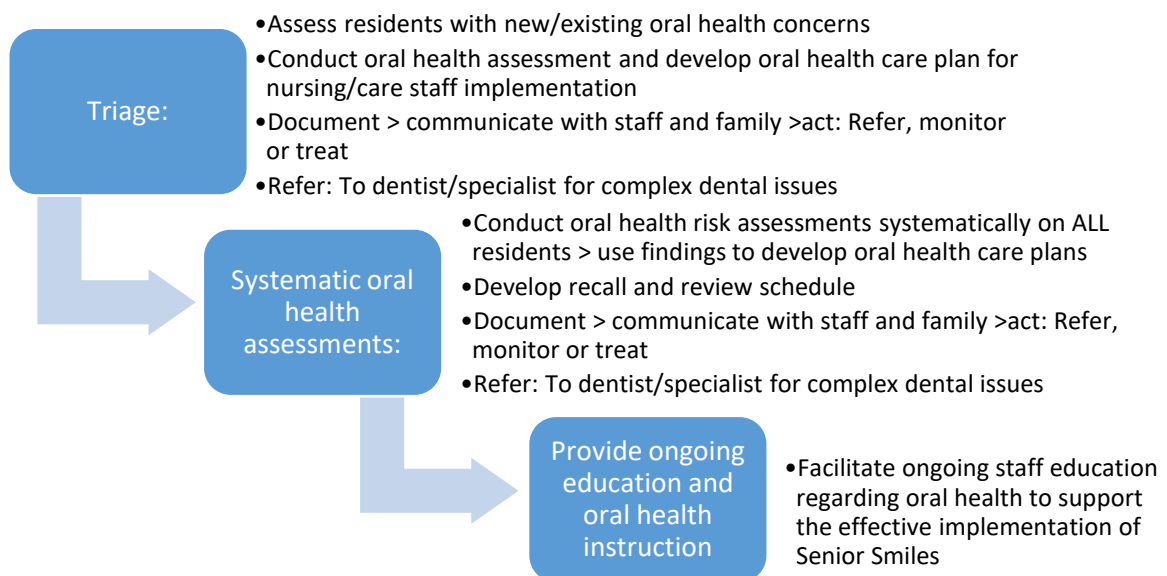 Triage:
•Assess residents with new/existing oral health concerns
•Conduct oral health assessment and develop oral health care plan for
nursing/care staff implementation
•Document > communicate with staff and family >act: Refer, monitor
or treat
•Refer: To dentist/specialist for complex dental issues
Systematic oral
health
assessments:
•Conduct oral health risk assessments systematically on ALL
residents > use findings to develop oral health care plans
•Develop recall and review schedule
•Document > communicate with staff and family >act: Refer,
monitor or treat
•Refer: To dentist/specialist for complex dental issues
Provide ongoing
education and
oral health
instruction
•Facilitate ongoing staff education
regarding oral health to support
the effective implementation of
Senior Smiles